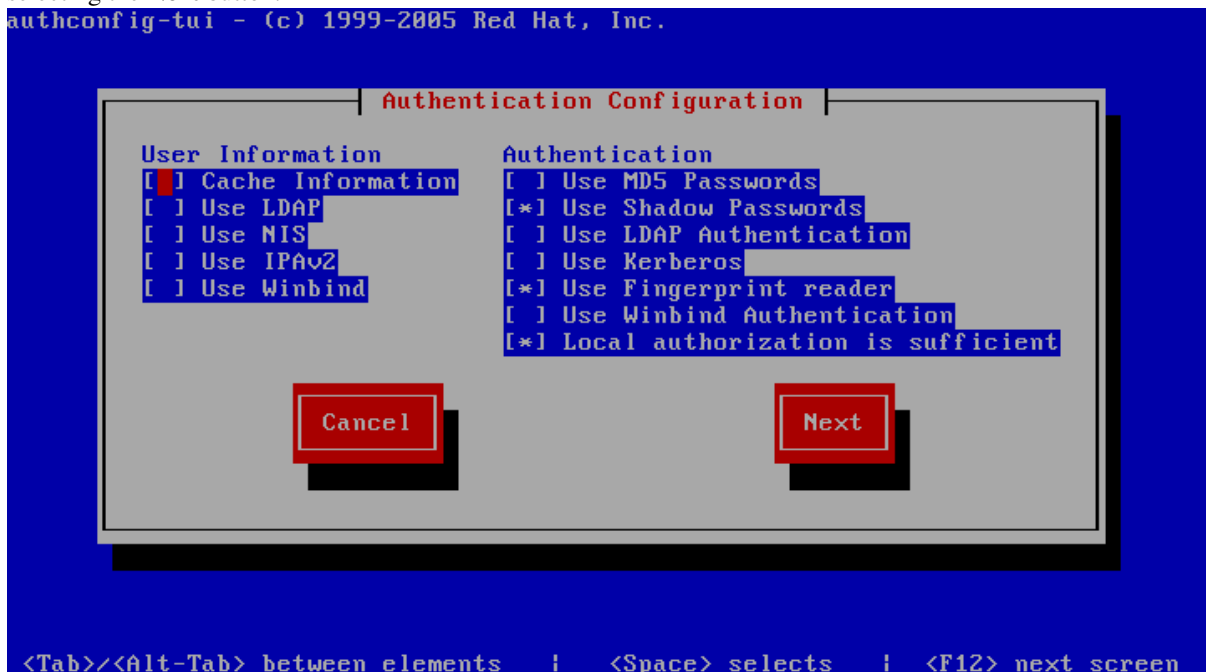 authconfig-tui - (c) 1999-2005 Red Hat, Inc.
Authentication Configuration
User Information
[ ] Cache Information
[ ] Use LDAP
[ ] Use NIS
[ ] Use IPAv2
[ ] Use Winbind
Authentication
[ ] Use MD5 Passwords
[*] Use Shadow Passwords
[ ] Use LDAP Authentication
[ ] Use Kerberos
[*] Use Fingerprint reader
[ ] Use Winbind Authentication
[*] Local authorization is sufficient
Cancel
Next
<Tab>/<Alt-Tab> between elements | <Space> selects | <F12> next screen